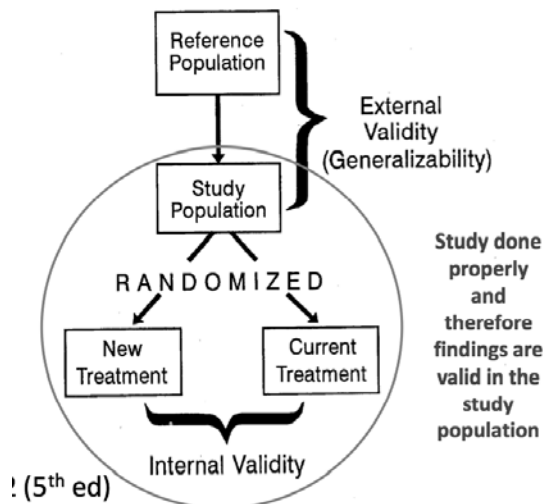 Reference
Population
External
Validity
(Generalizability)
Study
Population
RANDOMIZED
New
Treatment
Current
Treatment
Internal Validity
Study done
properly
and
therefore
findings are
valid in the
study
population
(5th ed)